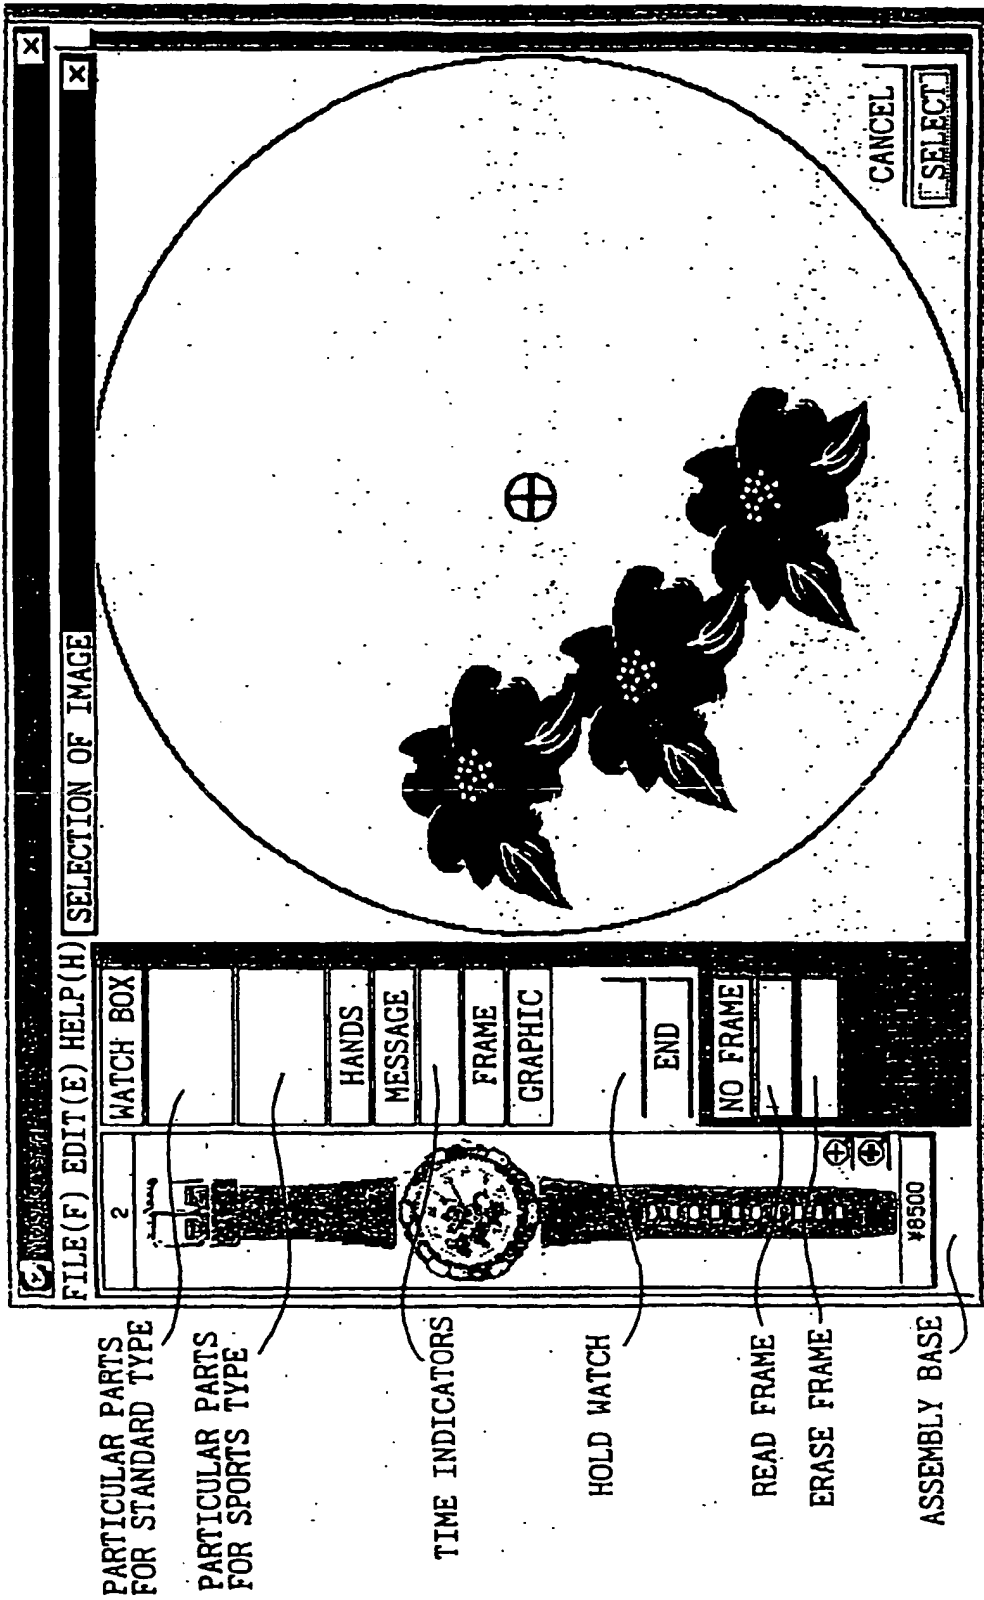 FILE(F) EDIT(E) HELP(H)
SELECTION OF IMAGE
2
¥8500
WATCH BOX
HANDS
MESSAGE
FRAME
GRAPHIC
END
NO FRAME
CANCEL
SELECT
PARTICULAR PARTS
FOR STANDARD TYPE
PARTICULAR PARTS
FOR SPORTS TYPE
TIME INDICATORS
HOLD WATCH
READ FRAME
ERASE FRAME
ASSEMBLY BASE